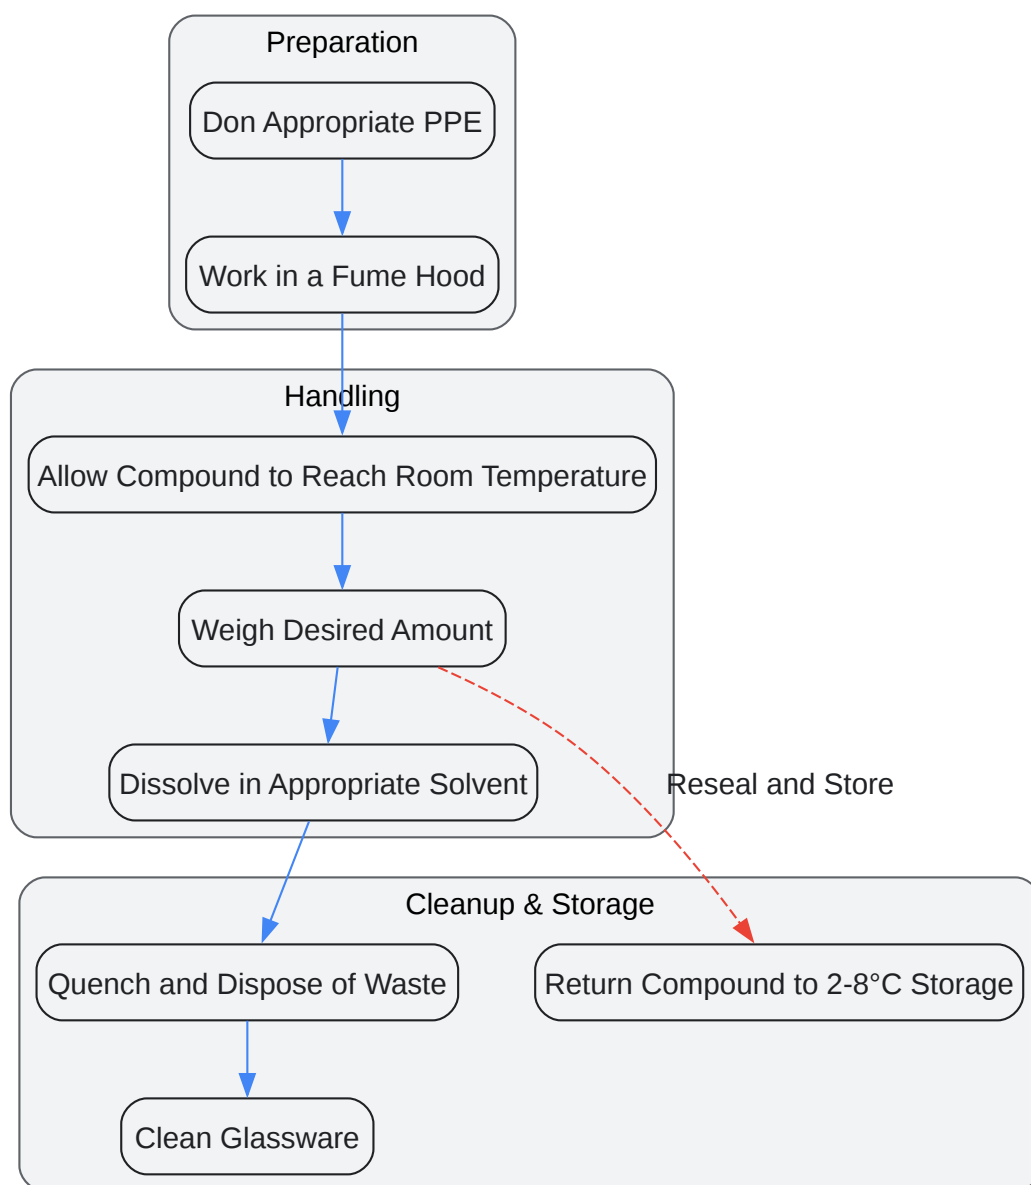 Preparation
Don Appropriate PPE
Work in a Fume Hood
Handling
Allow Compound to Reach Room Temperature
Weigh Desired Amount
Dissolve in Appropriate Solvent
Reseal and Store
Cleanup & Storage
Quench and Dispose of Waste
Return Compound to 2-8°C Storage
Clean Glassware